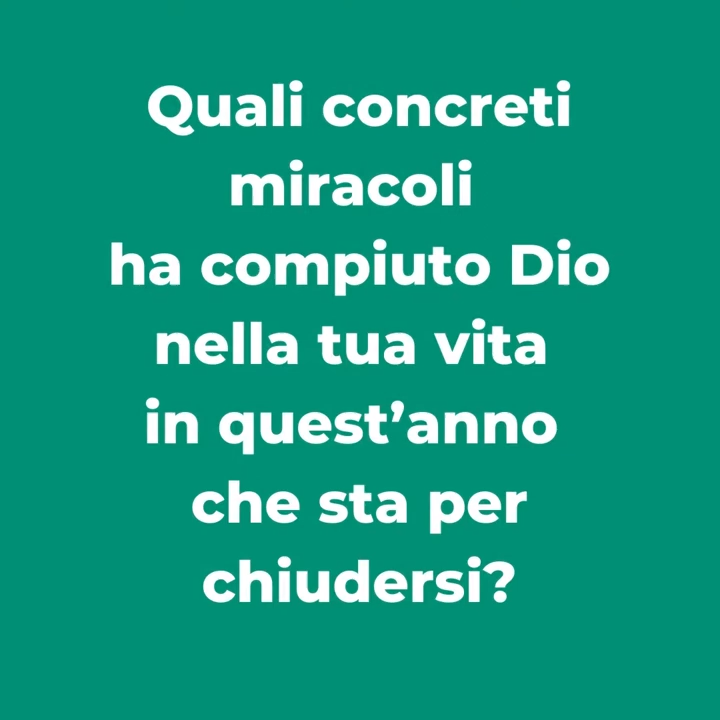 Quali concreti
miracoli
ha compiuto Dio
nella tua vita
in quest’anno
che sta per
chiudersi?